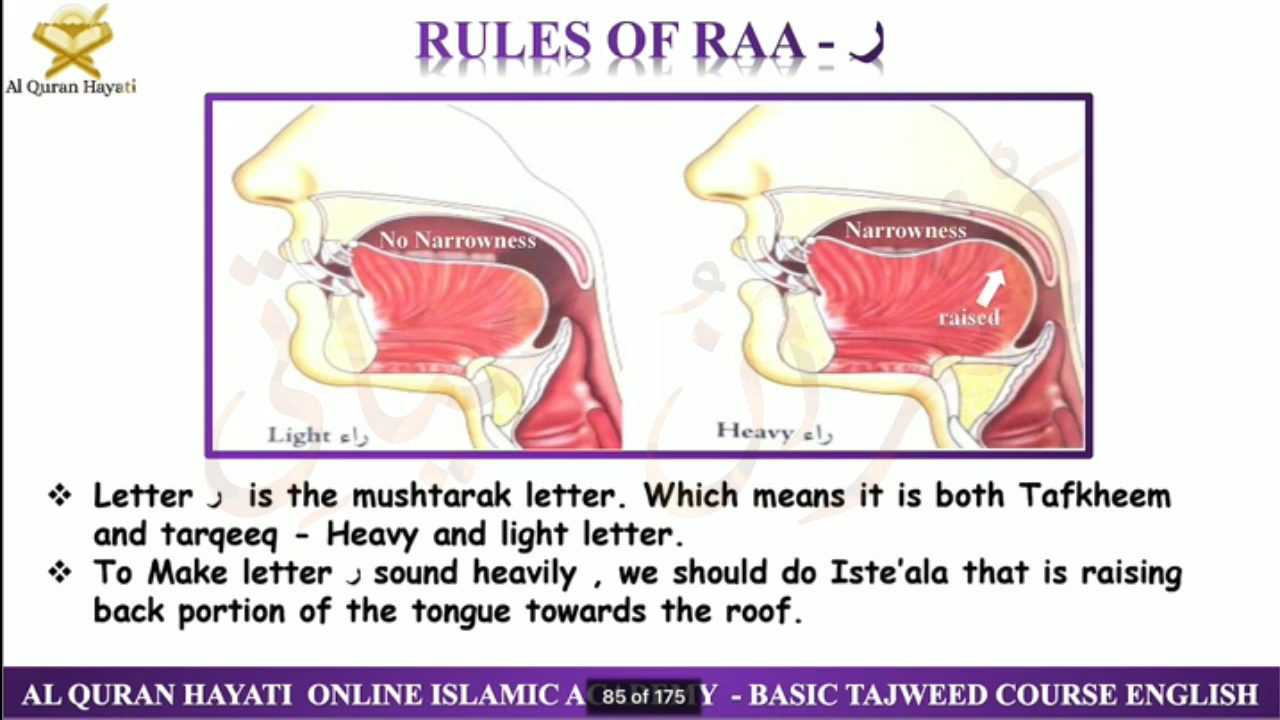 Al Quran Hayati
RULES OF RAA - ر
No Narrowness
Narrowness
raised
Light راء
Heavy راء
❖ Letter ر is the mushtarak letter. Which means it is both Tafkheem
and tarqeeq - Heavy and light letter.
❖ To Make letter ر sound heavily , we should do Iste'ala that is raising
back portion of the tongue towards the roof.
AL QURAN HAYATI ONLINE ISLAMIC - BASIC TAJWEED COURSE ENGLISH
85 of 175